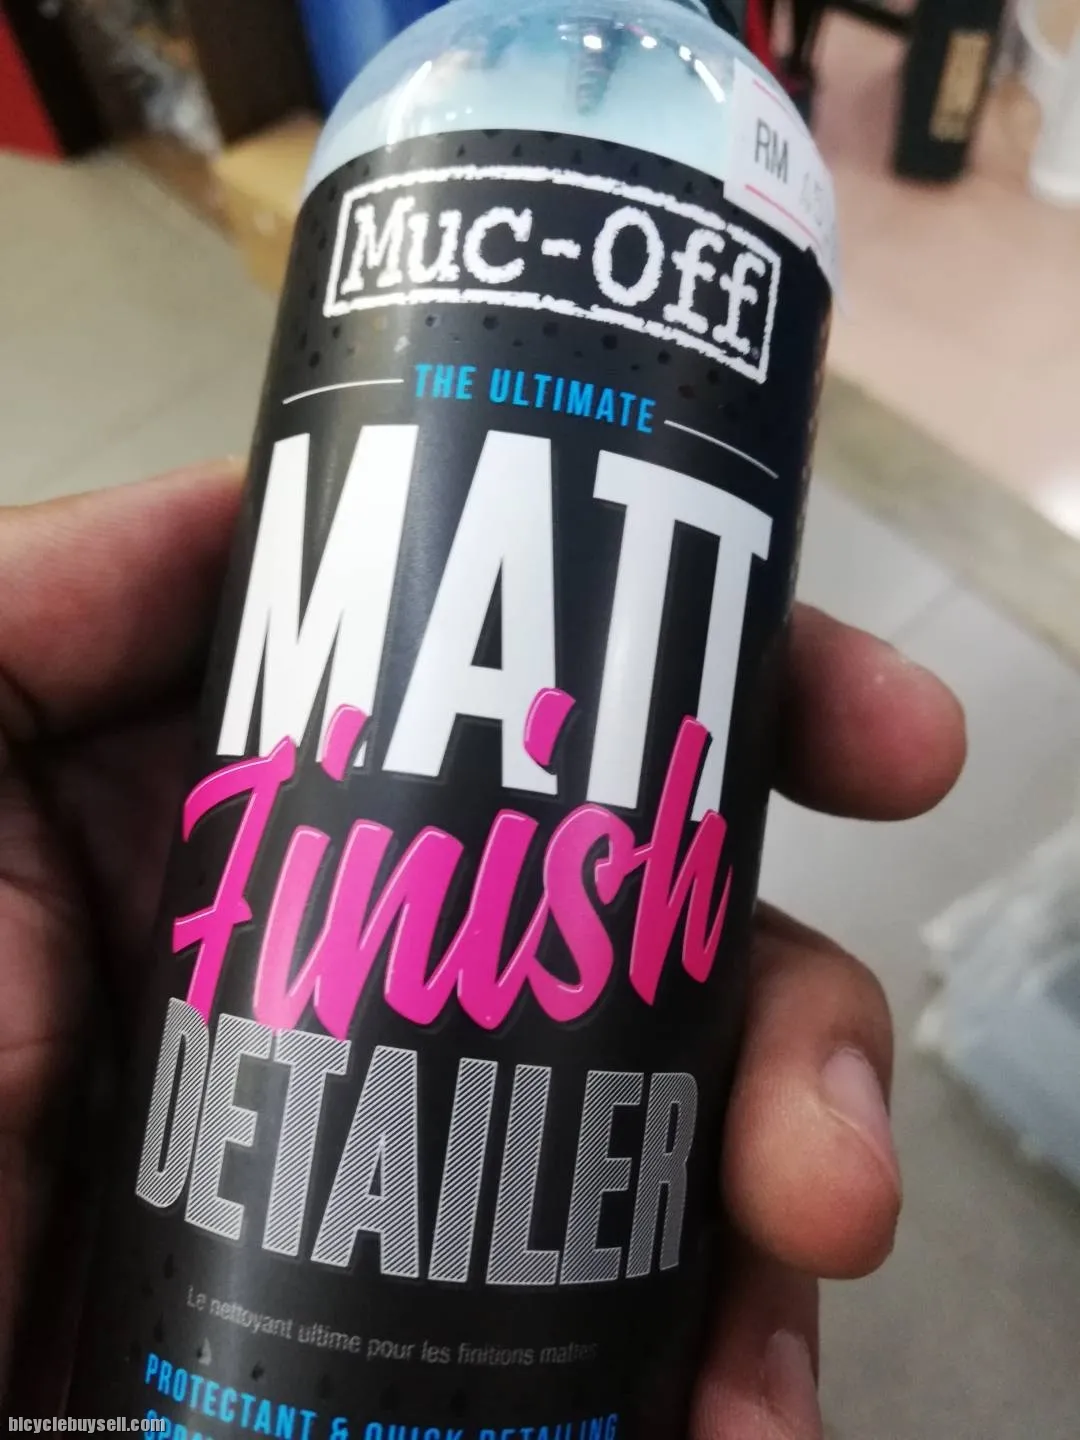 RM
Muc-Off
THE ULTIMATE
MATT
Finish
DETAILER
Le nettoyant ultime pour les finitions mattes
PROTECTANT & QUICK DETAILING
SPRAY
bicyclebuysell.com